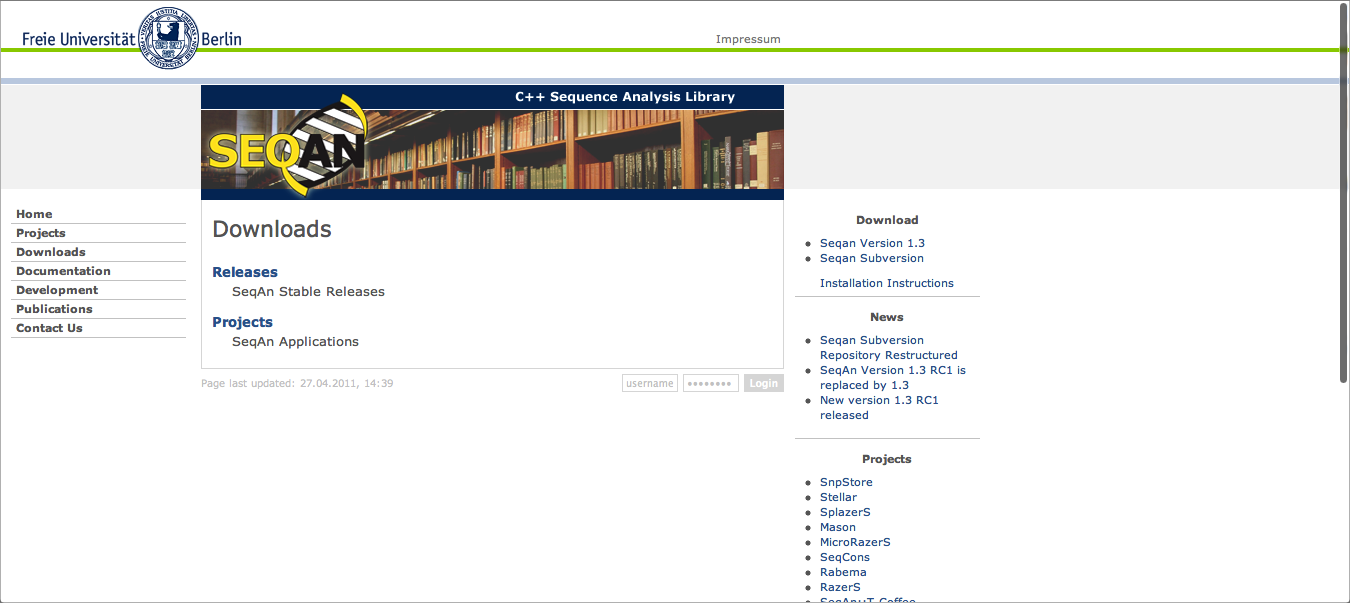 Freie Universität Berlin
Impressum
C++ Sequence Analysis Library
SEQAN
Home
Projects
Downloads
Documentation
Development
Publications
Contact Us
Downloads
Releases
SeqAn Stable Releases
Projects
SeqAn Applications
Page last updated: 27.04.2011, 14:39
username
••••••••
Login
Download
Seqan Version 1.3
Seqan Subversion
Installation Instructions
News
Seqan Subversion
Repository Restructured
SeqAn Version 1.3 RC1 is
replaced by 1.3
New version 1.3 RC1
released
Projects
SnpStore
Stellar
SplazerS
Mason
MicroRazerS
SeqCons
Rabema
RazerS